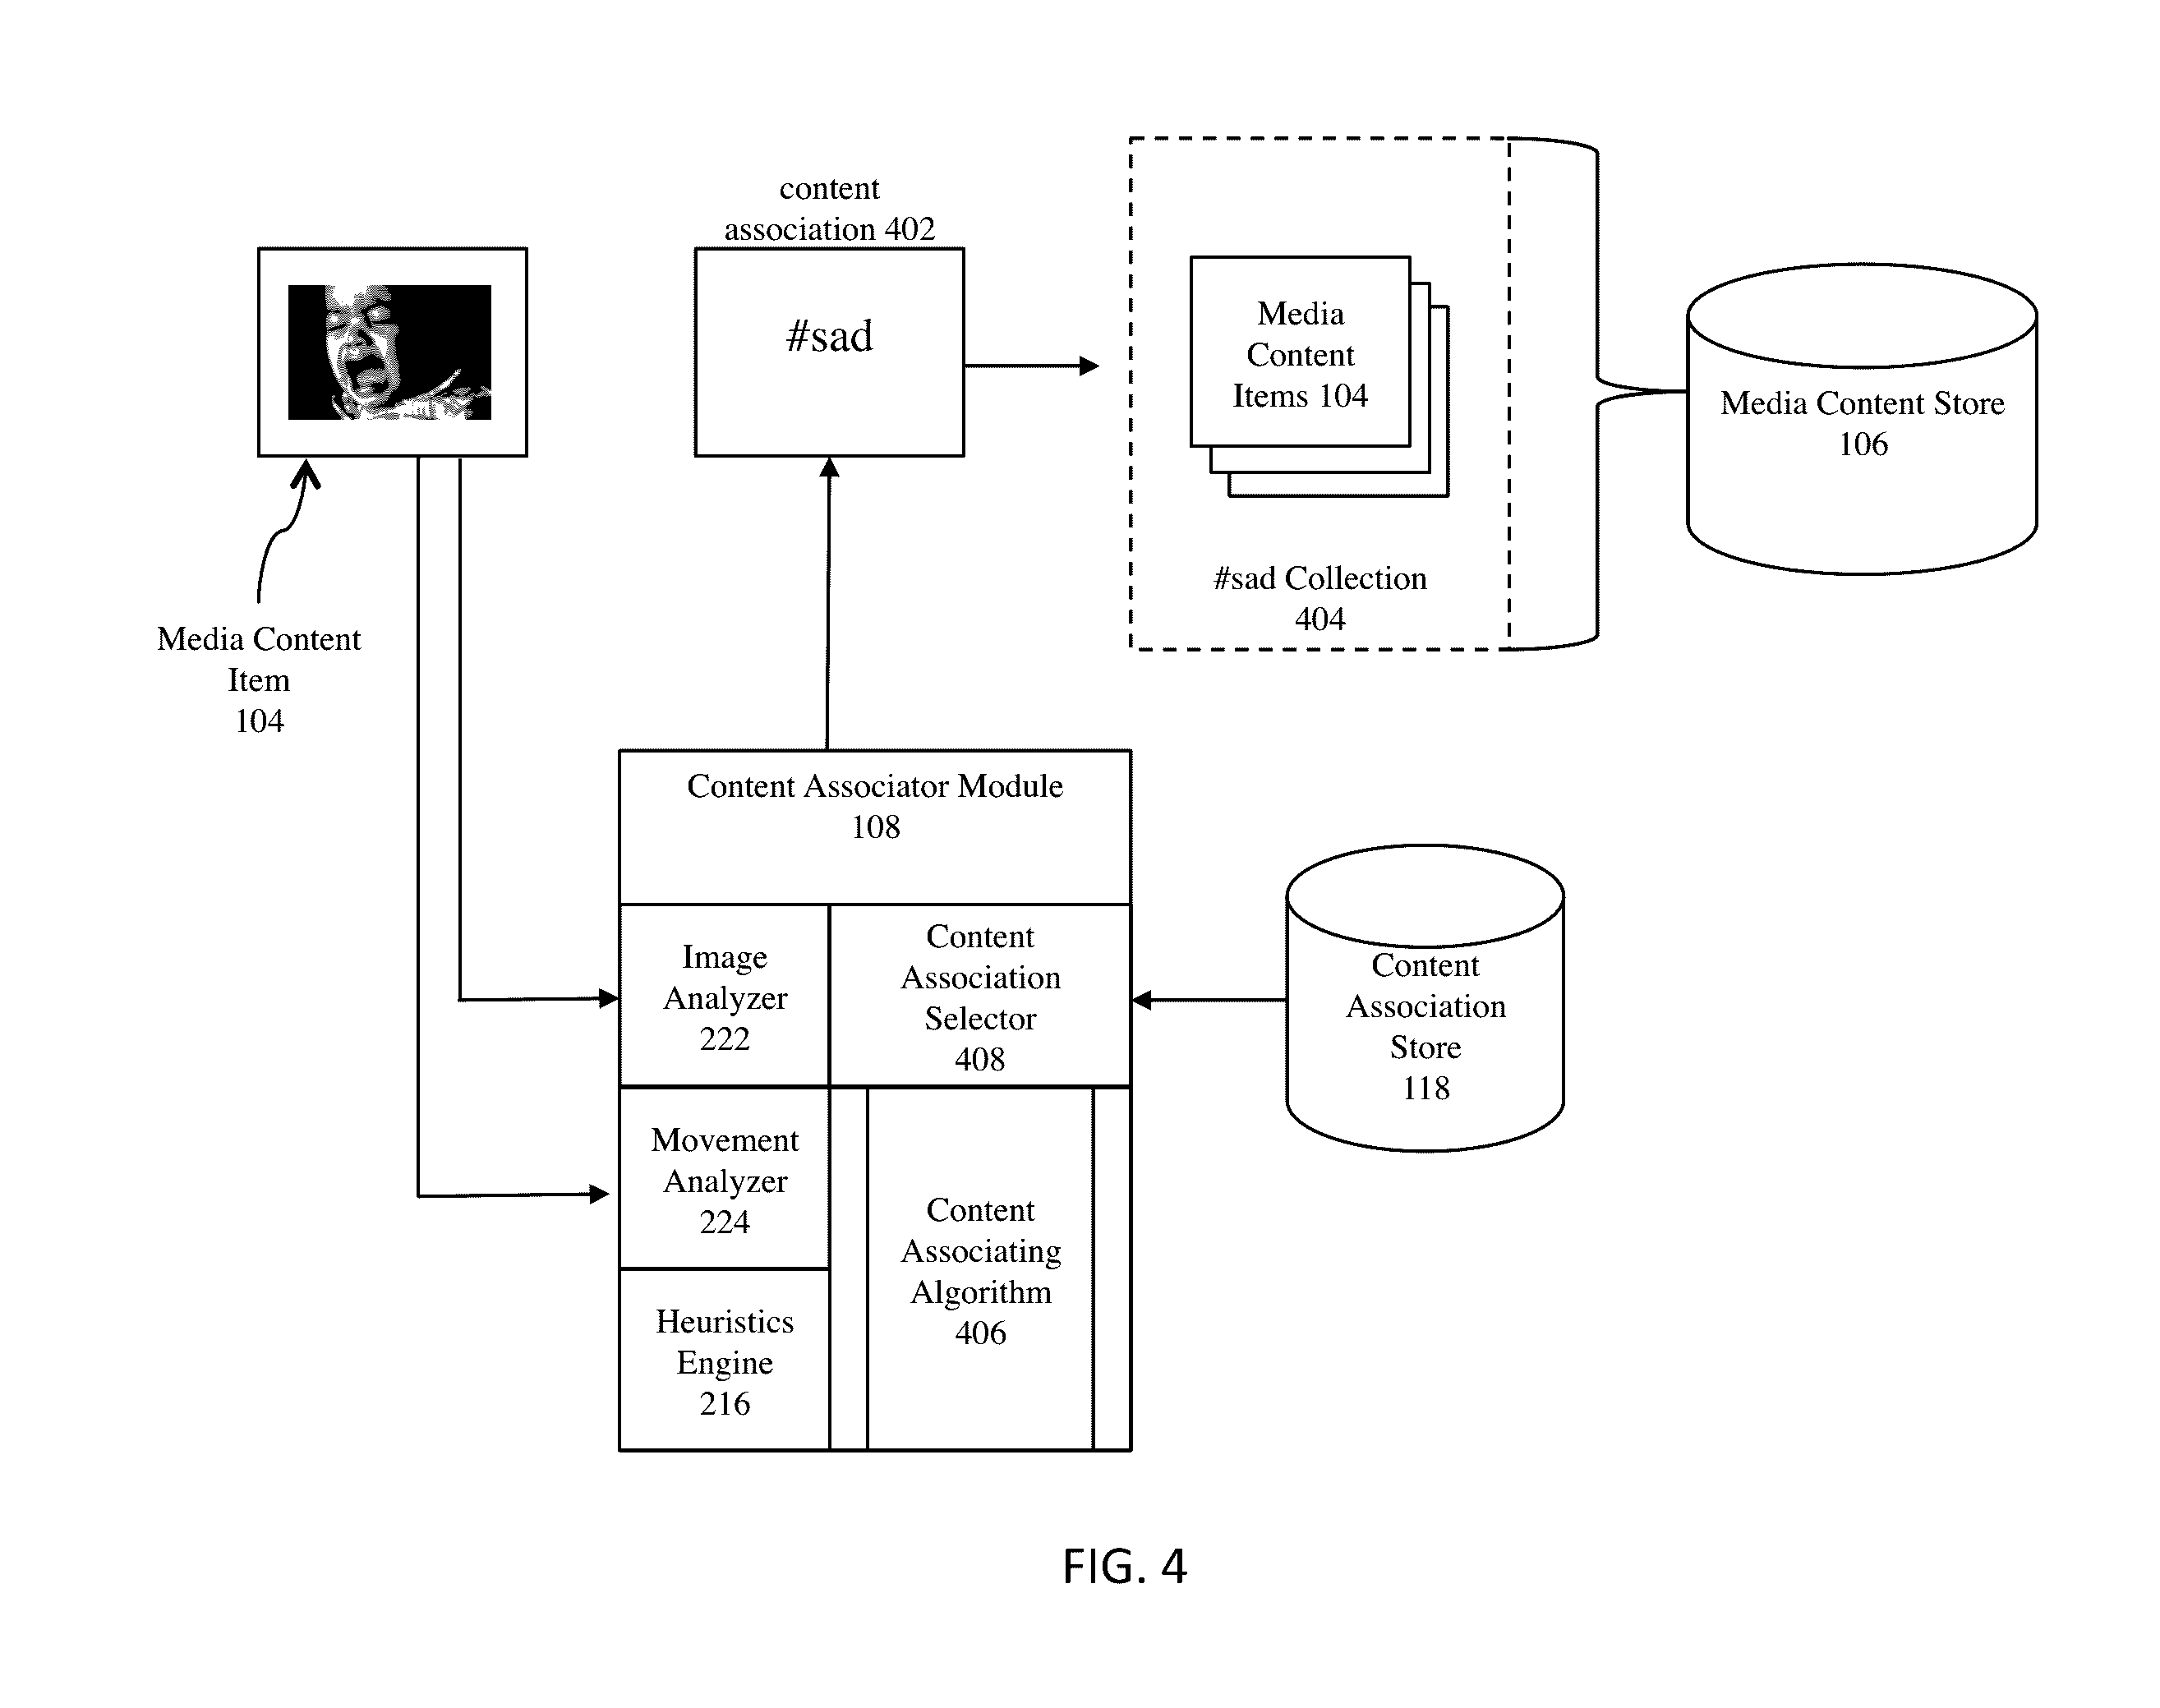 content
association 402
#sad
Media
Content
Items 104
#sad Collection
404
Media Content Store
106
Media Content
Item
104
Content Associator Module
108
Image
Analyzer
222
Content
Association
Selector
408
Content
Association
Store
118
Movement
Analyzer
224
Content
Associating
Algorithm
406
Heuristics
Engine
216
FIG. 4